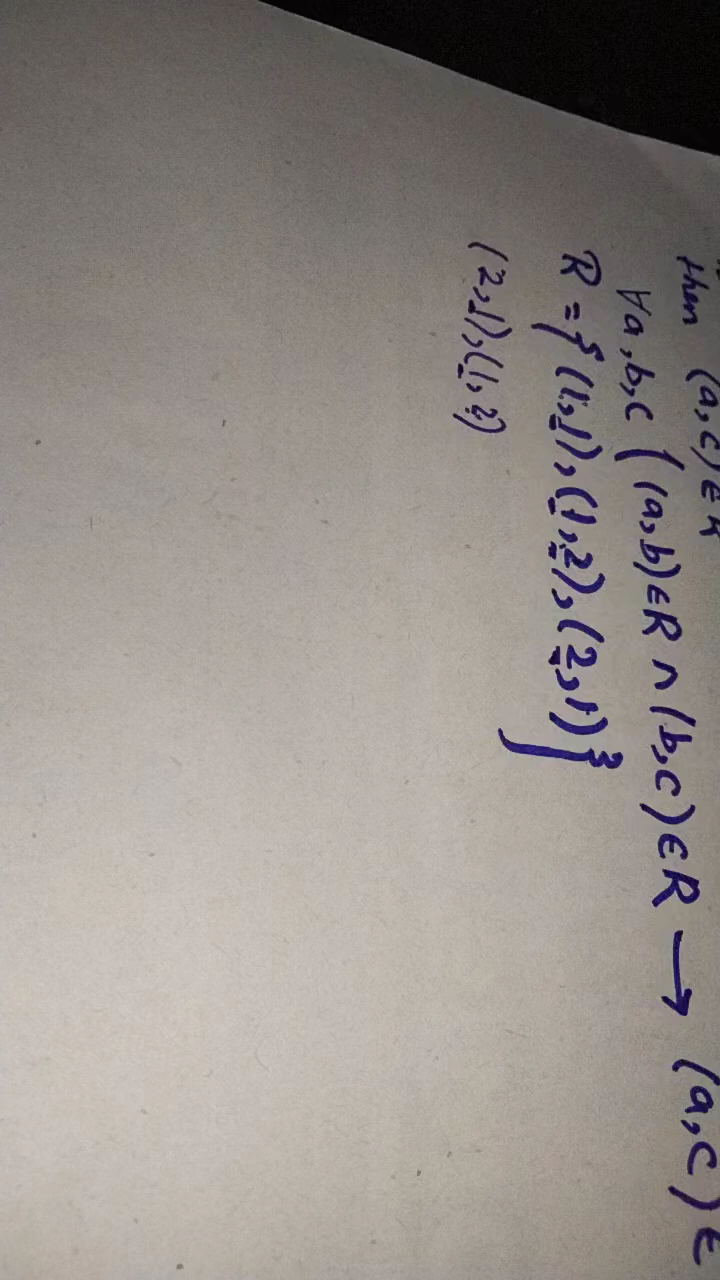 then (a,c) ∈ R
∀a,b,c ((a,b) ∈ R ∧ (b,c) ∈ R → (a,c) ∈
R = {(1,1),(1,2),(2,1)}
(2,1),(1,2)